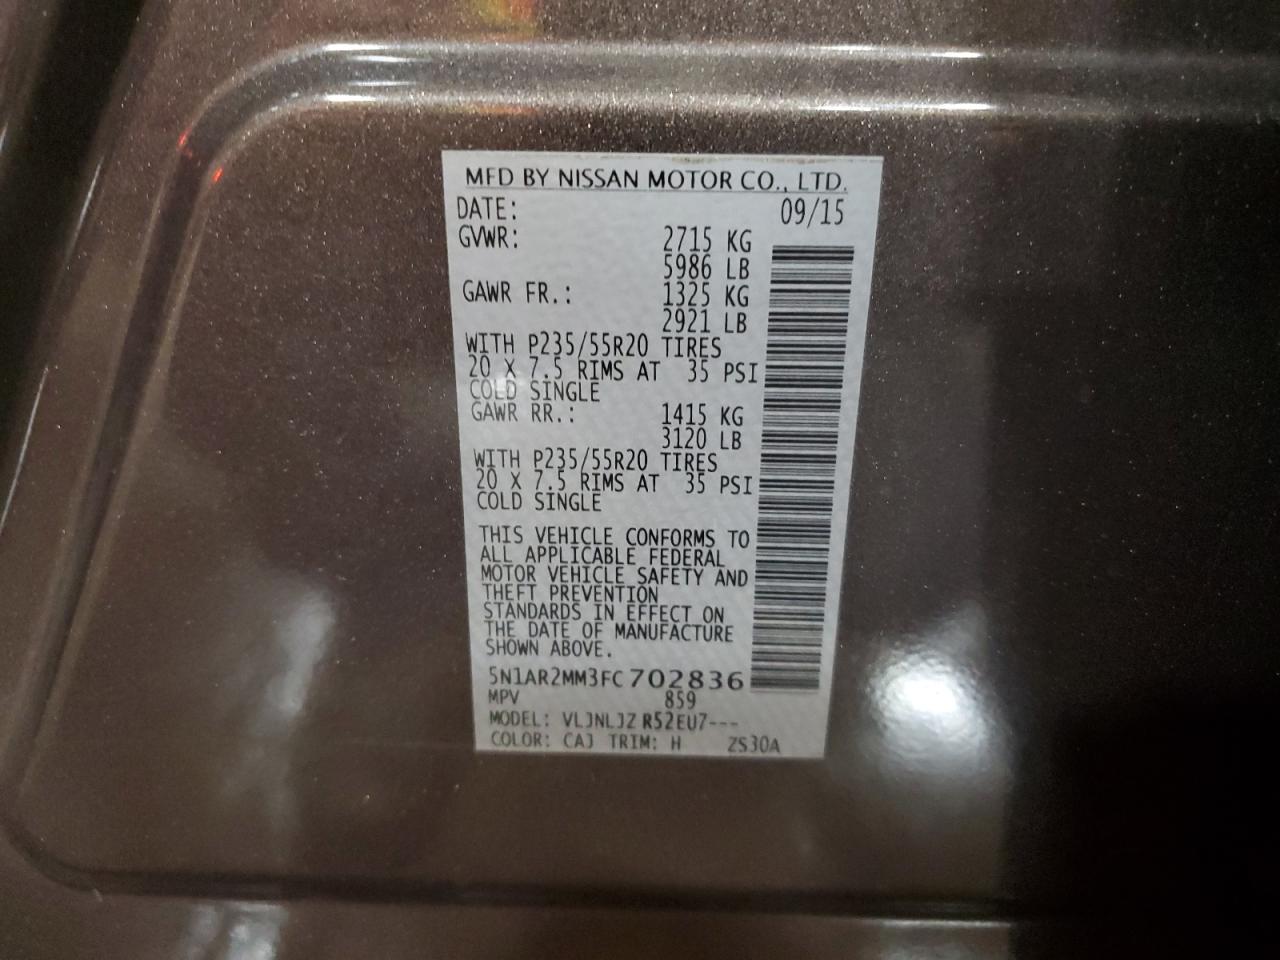 MFD BY NISSAN MOTOR CO., LTD.
DATE: 09/15
GVWR: 2715 KG
5986 LB
GAWR FR.: 1325 KG
2921 LB
WITH P235/55R20 TIRES
20 X 7.5 RIMS AT 35 PSI
COLD SINGLE
GAWR RR.: 1415 KG
3120 LB
WITH P235/55R20 TIRES
20 X 7.5 RIMS AT 35 PSI
COLD SINGLE
THIS VEHICLE CONFORMS TO
ALL APPLICABLE FEDERAL
MOTOR VEHICLE SAFETY AND
THEFT PREVENTION
STANDARDS IN EFFECT ON
THE DATE OF MANUFACTURE
SHOWN ABOVE.
5N1AR2MM3FC702836
MPV 859
MODEL: VLJNLJZ R52EU7---
COLOR: CAJ TRIM: H ZS30A